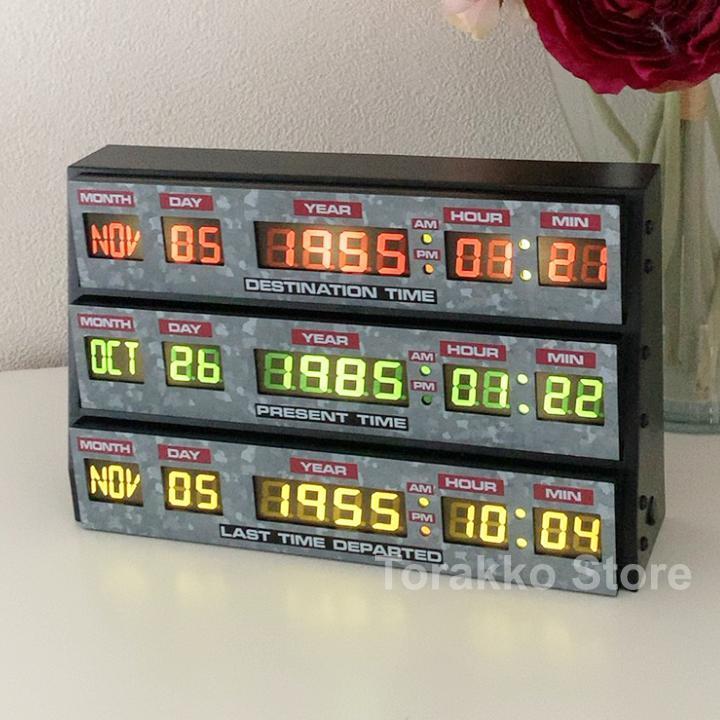 MONTH DAY YEAR AM HOUR MIN
NOV 05 1955 PM 01:21
DESTINATION TIME
MONTH DAY YEAR AM HOUR MIN
OCT 26 1985 PM 01:22
PRESENT TIME
MONTH DAY YEAR AM HOUR MIN
NOV 05 1955 PM 10:04
LAST TIME DEPARTED
Torakko Store